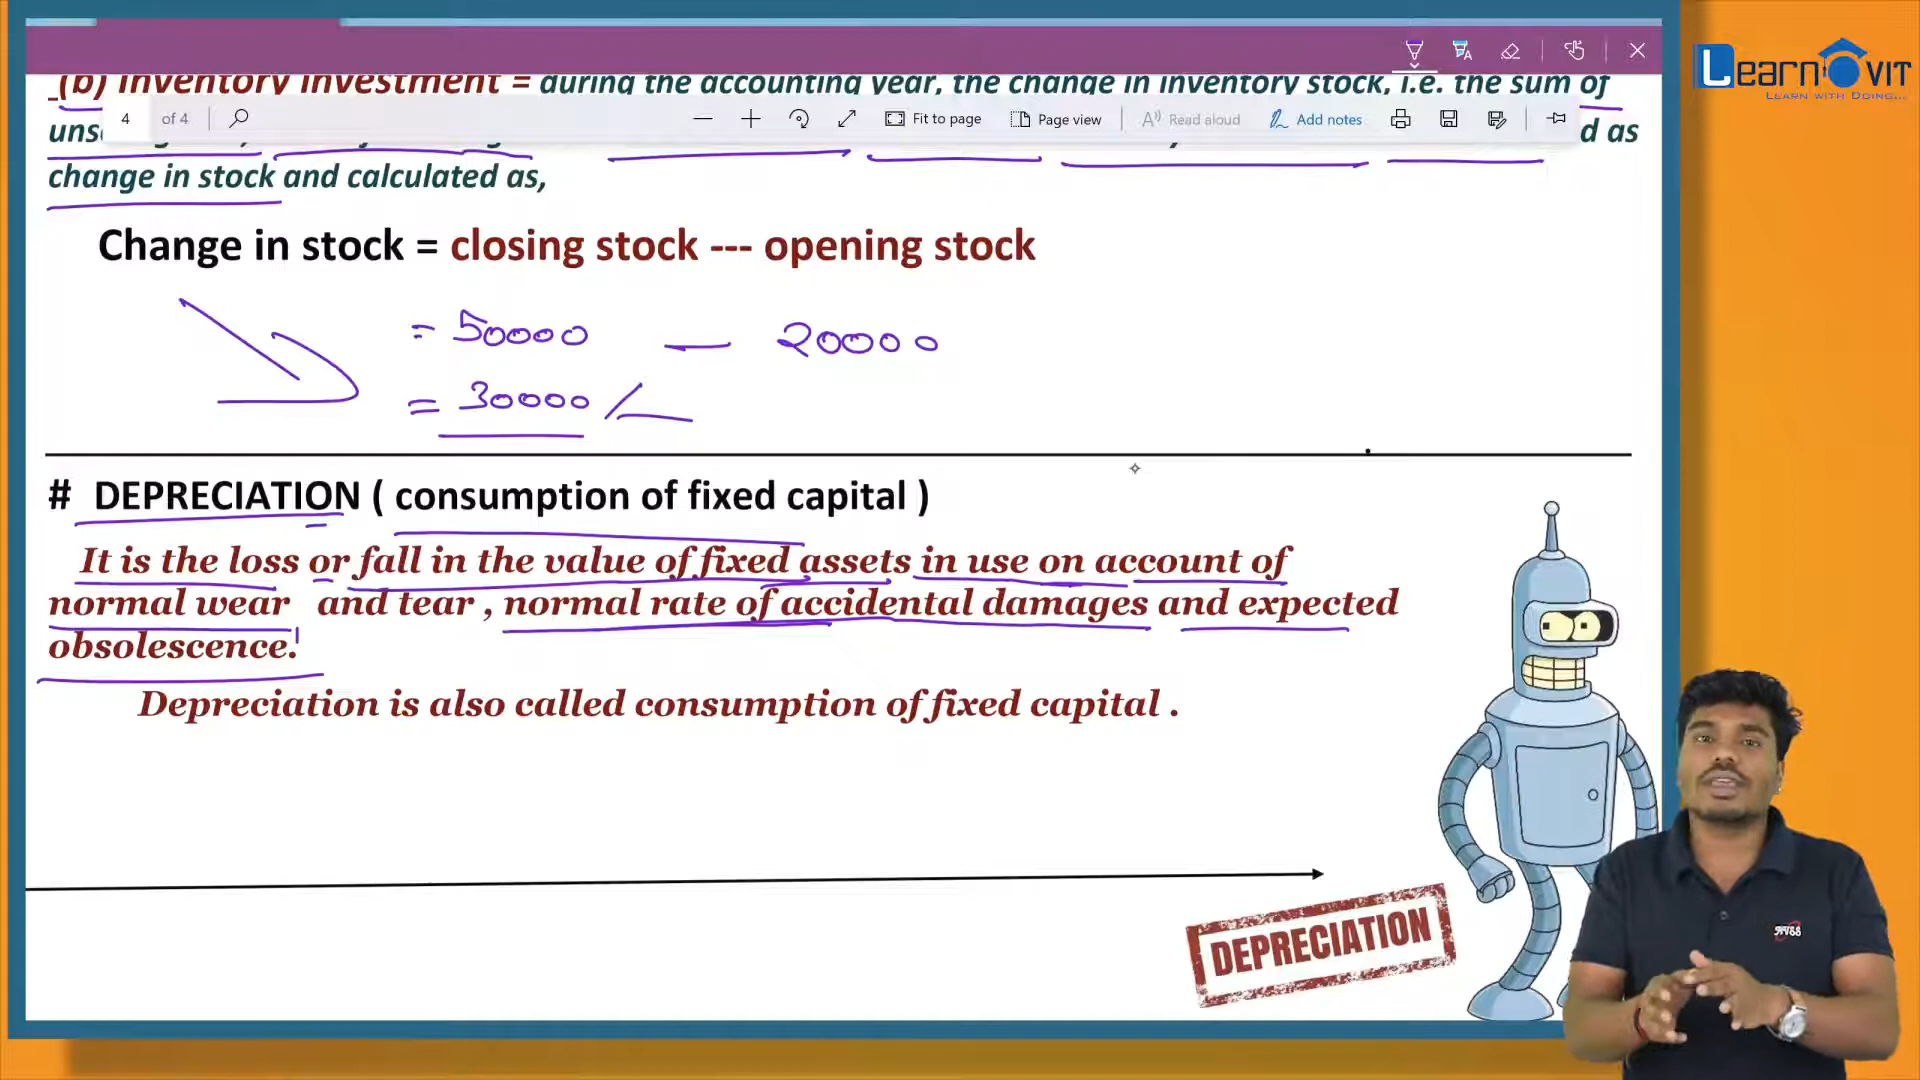 LearnOVIT
LEARN WITH DOING...
(b) Inventory Investment = during the accounting year, the change in inventory stock, i.e. the sum of
4 of 4 Fit to page Page view Read aloud Add notes
d as
change in stock and calculated as,
Change in stock = closing stock --- opening stock
= 50000 — 20000
= 30000/
# DEPRECIATION ( consumption of fixed capital )
It is the loss or fall in the value of fixed assets in use on account of
normal wear and tear , normal rate of accidental damages and expected
obsolescence.
Depreciation is also called consumption of fixed capital .
DEPRECIATION